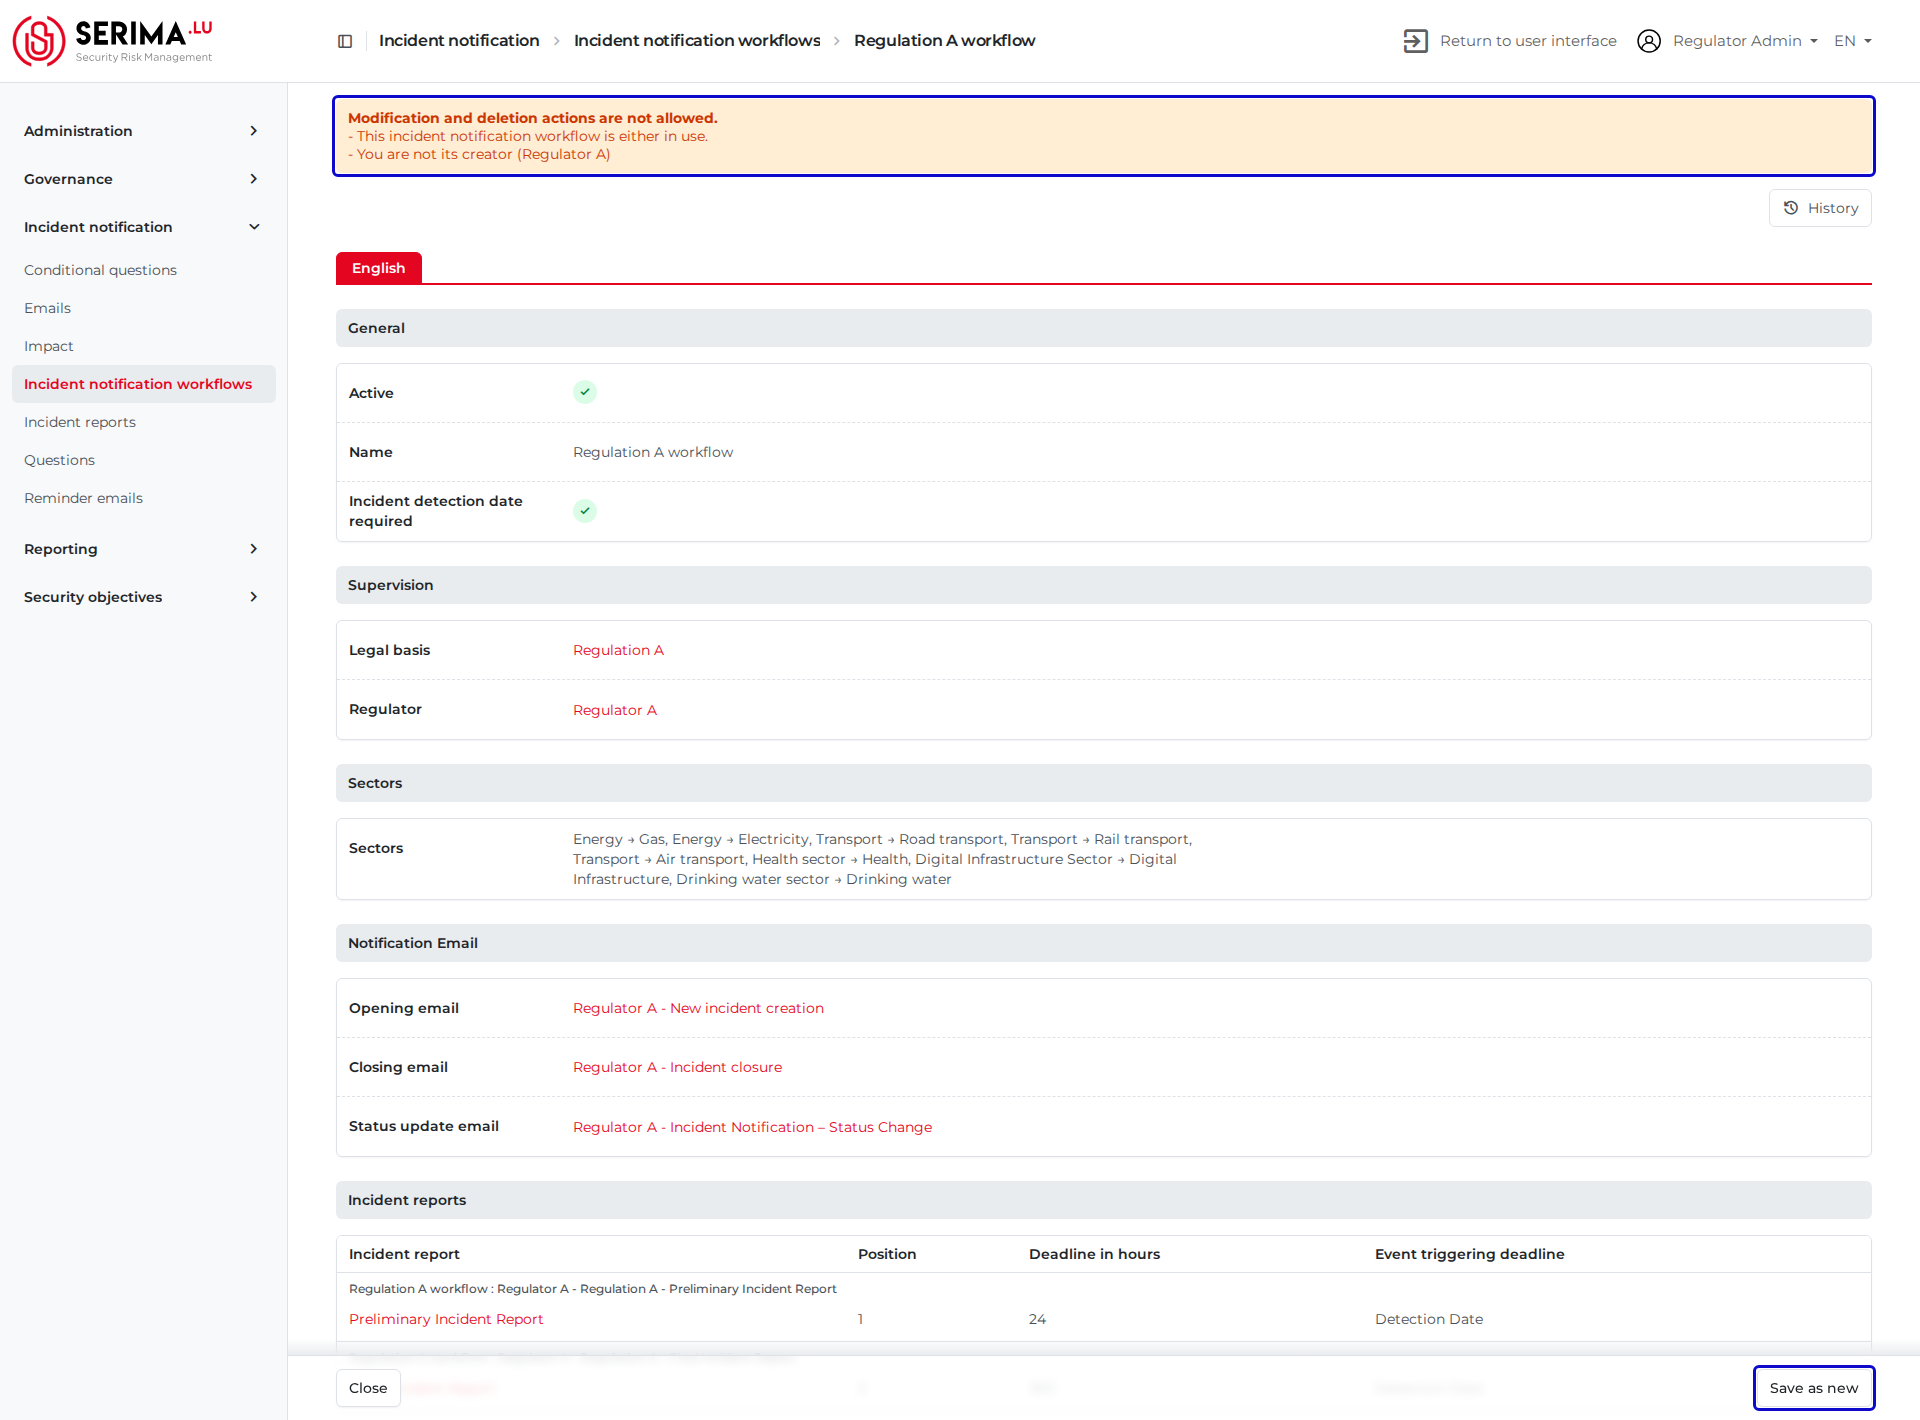 SERIMA.LU
Security Risk Management
Incident notification > Incident notification workflows > Regulation A workflow
Return to user interface
Regulator Admin
EN
Administration
Governance
Incident notification
Conditional questions
Emails
Impact
Incident notification workflows
Incident reports
Questions
Reminder emails
Reporting
Security objectives
Modification and deletion actions are not allowed.
- This incident notification workflow is either in use.
- You are not its creator (Regulator A)
History
English
General
Active
Name Regulation A workflow
Incident detection date
required
Supervision
Legal basis Regulation A
Regulator Regulator A
Sectors
Sectors
Energy → Gas, Energy → Electricity, Transport → Road transport, Transport → Rail transport,
Transport → Air transport, Health sector → Health, Digital Infrastructure Sector → Digital
Infrastructure, Drinking water sector → Drinking water
Notification Email
Opening email Regulator A - New incident creation
Closing email Regulator A - Incident closure
Status update email Regulator A - Incident Notification – Status Change
Incident reports
Incident report Position Deadline in hours Event triggering deadline
Regulation A workflow : Regulator A - Regulation A - Preliminary Incident Report
Preliminary Incident Report 1 24 Detection Date
Close
Save as new